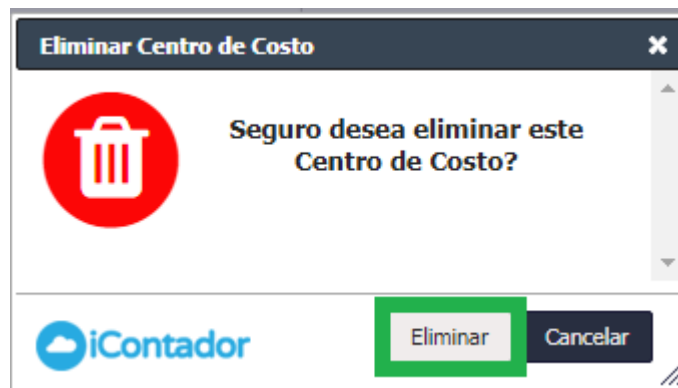 Eliminar Centro de Costo
Seguro desea eliminar este
Centro de Costo?
iContador
Eliminar
Cancelar